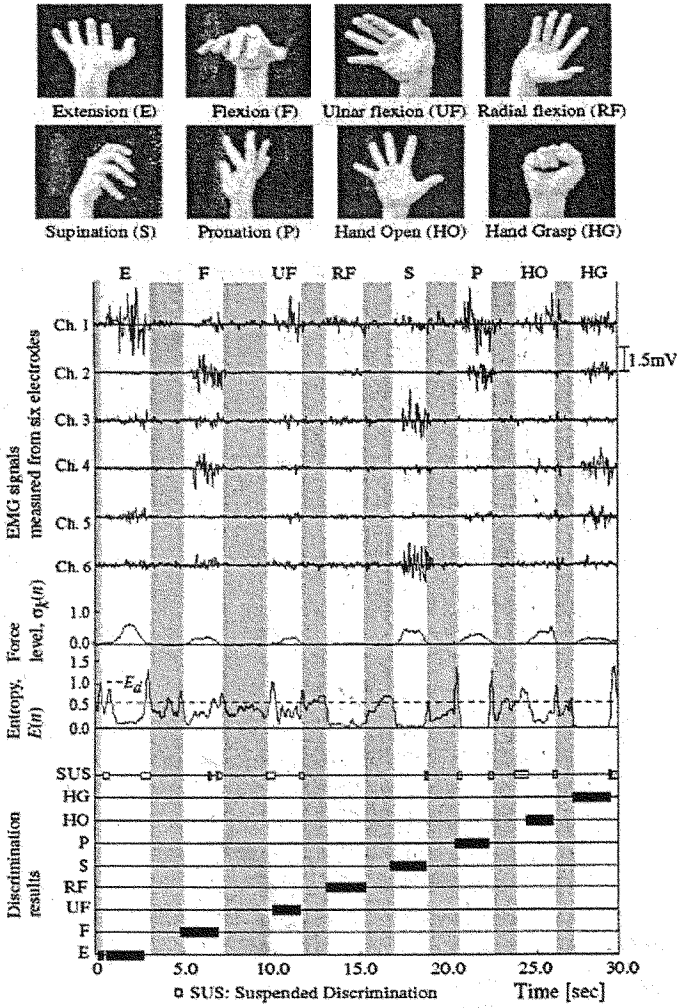 Extension (E) Flexion (F) Ulnar flexion (UF) Radial flexion (RF)
Supination (S) Pronation (P) Hand Open (HO) Hand Grasp (HG)
E F UF RF S P HO HG
EMG signals
measured from six electrodes
Ch. 1
Ch. 2
Ch. 3
Ch. 4
Ch. 5
Ch. 6
1.5mV
Force
level, σk(n)
1.0
0.0
Entropy,
E(n)
1.5
1.0
0.5
0.0
Ed
SUS
Discrimination
results
HG
HO
P
S
RF
UF
F
E
0 5.0 10.0 15.0 20.0 25.0 30.0
SUS: Suspended Discrimination Time [sec]